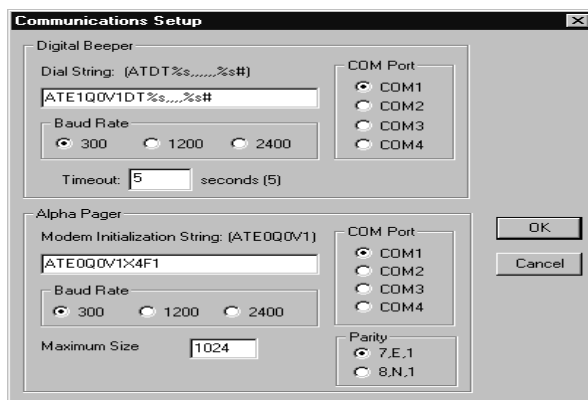 Communications Setup
Digital Beeper
Dial String: (ATDT%s,,,,,,%s#)
ATE1Q0V1DT%s,,,,%s#
Baud Rate
300 1200 2400
Timeout: 5 seconds (5)
COM Port
COM1
COM2
COM3
COM4
Alpha Pager
Modem Initialization String: (ATE0Q0V1)
ATE0Q0V1X4F1
Baud Rate
300 1200 2400
Maximum Size 1024
COM Port
COM1
COM2
COM3
COM4
Parity
7,E,1
8,N,1
OK
Cancel